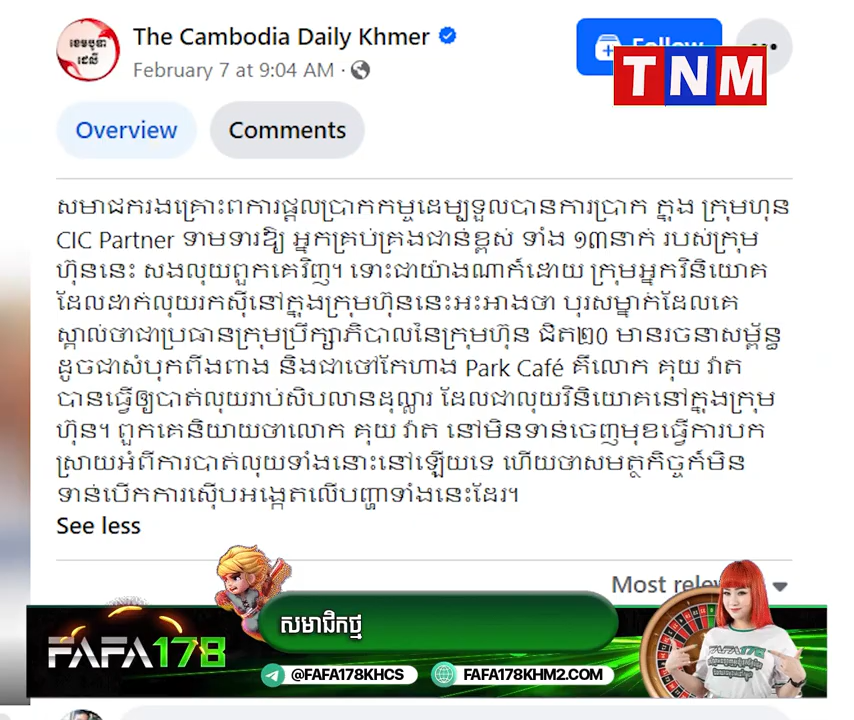 The Cambodia Daily Khmer
February 7 at 9:04 AM ·
Follow
TNM
Overview
Comments
សមាជករងគ្រោះពការផ្តលប្រាកកម្ចដេម្បទួលបានការប្រាក ក្នុង ក្រុមហុន
CIC Partner ទាមទារឱ្យ អ្នកគ្រប់គ្រងជាន់ខ្ពស់ ទាំង ១៣នាក់ របស់ក្រុម
ហ៊ុននេះ សងលុយពួកគេវិញ។ ទោះជាយ៉ាងណាក៏ដោយ ក្រុមអ្នកវិនិយោគ
ដែលដាក់លុយរកស៊ីនៅក្នុងក្រុមហ៊ុននេះអះអាងថា បុរសម្នាក់ដែលគេ
ស្គាល់ថាជាប្រធានក្រុមប្រឹក្សាភិបាលនៃក្រុមហ៊ុន ជិត២០ មានរចនាសម្ព័ន្ធ
ដូចជាសំបុកពីងពាង និងជាថៅកែហាង Park Café គឺលោក គុយ វ៉ាត
បានធ្វើឲ្យបាត់លុយរាប់សិបលានដុល្លារ ដែលជាលុយវិនិយោគនៅក្នុងក្រុម
ហ៊ុន។ ពួកគេនិយាយថាលោក គុយ វ៉ាត នៅមិនទាន់ចេញមុខធ្វើការបក
ស្រាយអំពីការបាត់លុយទាំងនោះនៅឡើយទេ ហើយថាសមត្ថកិច្ចក៏មិន
ទាន់បើកការស៊ើបអង្កេតលើបញ្ហាទាំងនេះដែរ។
See less
Most
សមាជិកថ្មី
FAFA178
@FAFA178KHCS
FAFA178KHM2.COM